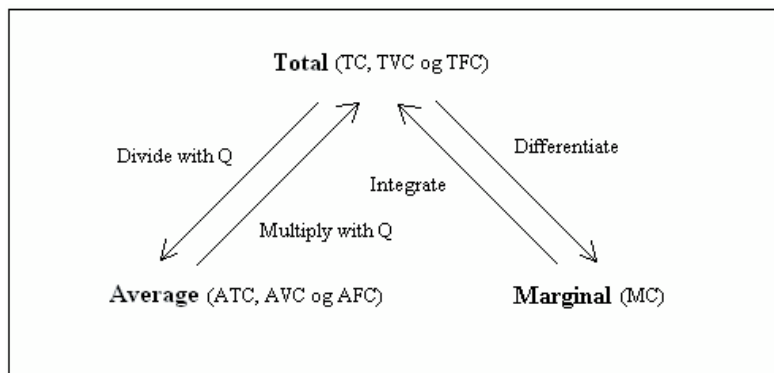 Total (TC, TVC og TFC)
Divide with Q
Differentiate
Integrate
Multiply with Q
Average (ATC, AVC og AFC)
Marginal (MC)